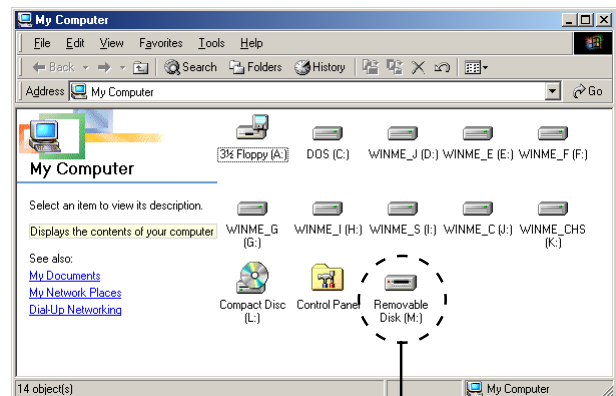 My Computer
File Edit View Favorites Tools Help
Back Search Folders History
Address My Computer Go
My Computer
Select an item to view its description.
Displays the contents of your computer
See also:
My Documents
My Network Places
Dial-Up Networking
3½ Floppy (A:) DOS (C:) WINME_J (D:) WINME_E (E:) WINME_F (F:)
WINME_G (G:) WINME_I (H:) WINME_S (I:) WINME_C (J:) WINME_CHS (K:)
Compact Disc (L:) Control Panel Removable Disk (M:)
14 object(s) My Computer